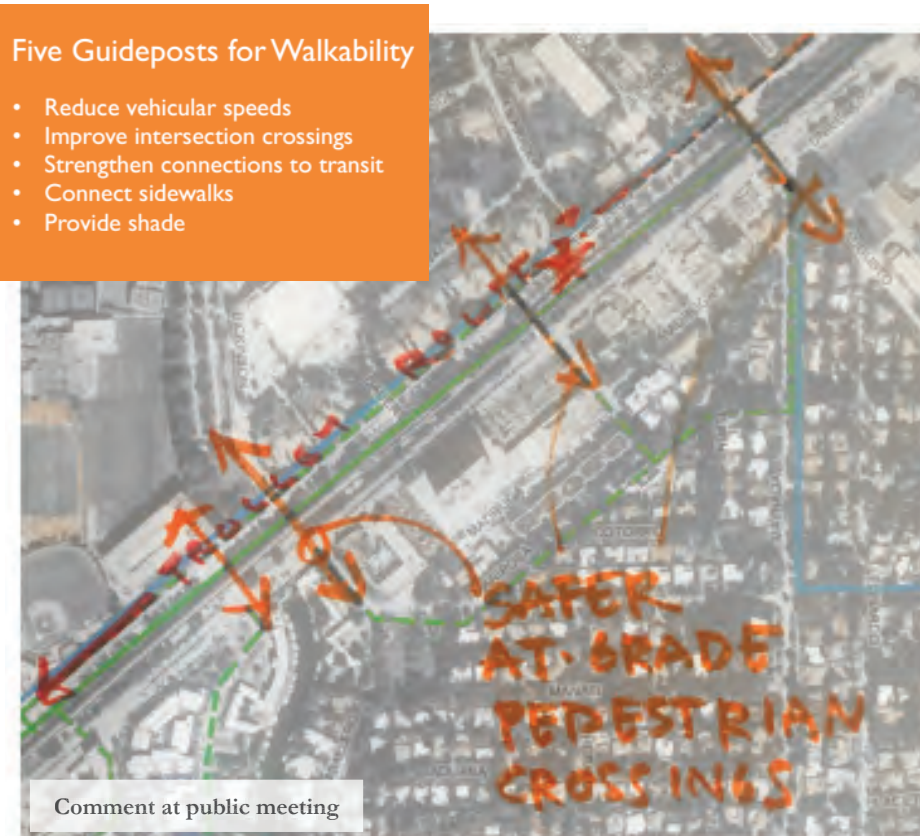 Five Guideposts for Walkability
• Reduce vehicular speeds
• Improve intersection crossings
• Strengthen connections to transit
• Connect sidewalks
• Provide shade
TROLLEY ROUTE
SAFER
AT-GRADE
PEDESTRIAN
CROSSINGS
Comment at public meeting